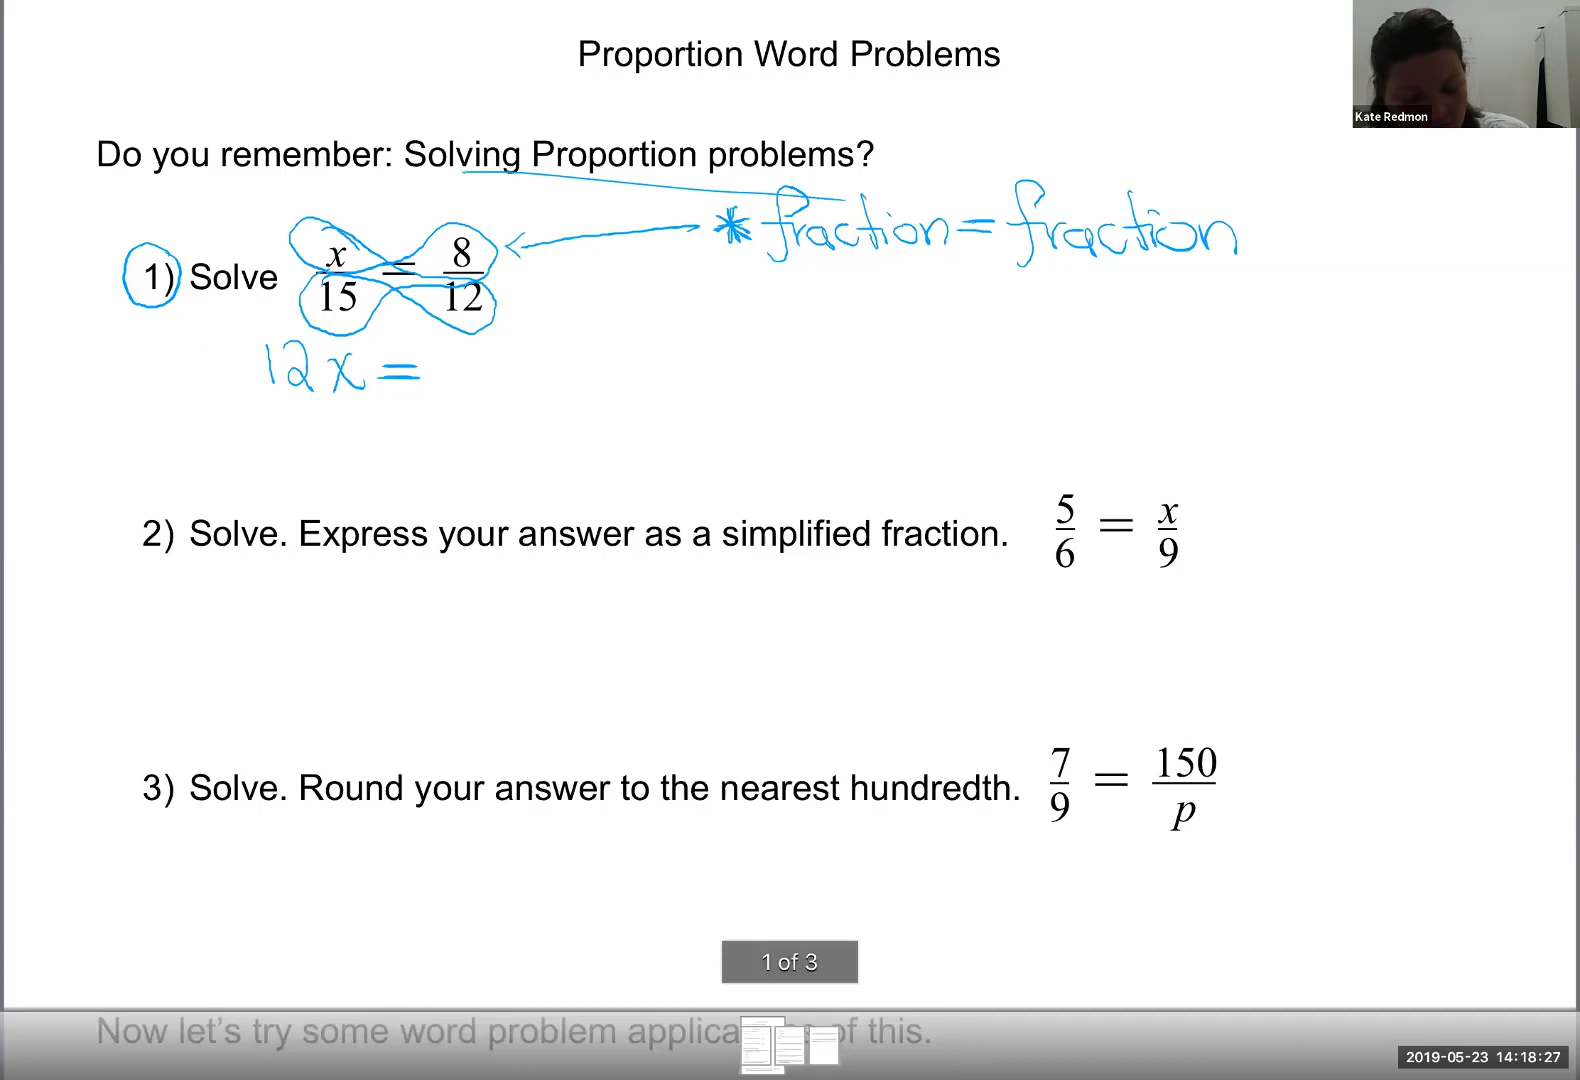 Proportion Word Problems
Kate Redmon
Do you remember: Solving Proportion problems?
* fraction = fraction
1) Solve x/15 = 8/12
12x =
2) Solve. Express your answer as a simplified fraction. 5/6 = x/9
3) Solve. Round your answer to the nearest hundredth. 7/9 = 150/p
1 of 3
Now let's try some word problem of this.
2019-05-23 14:18:27